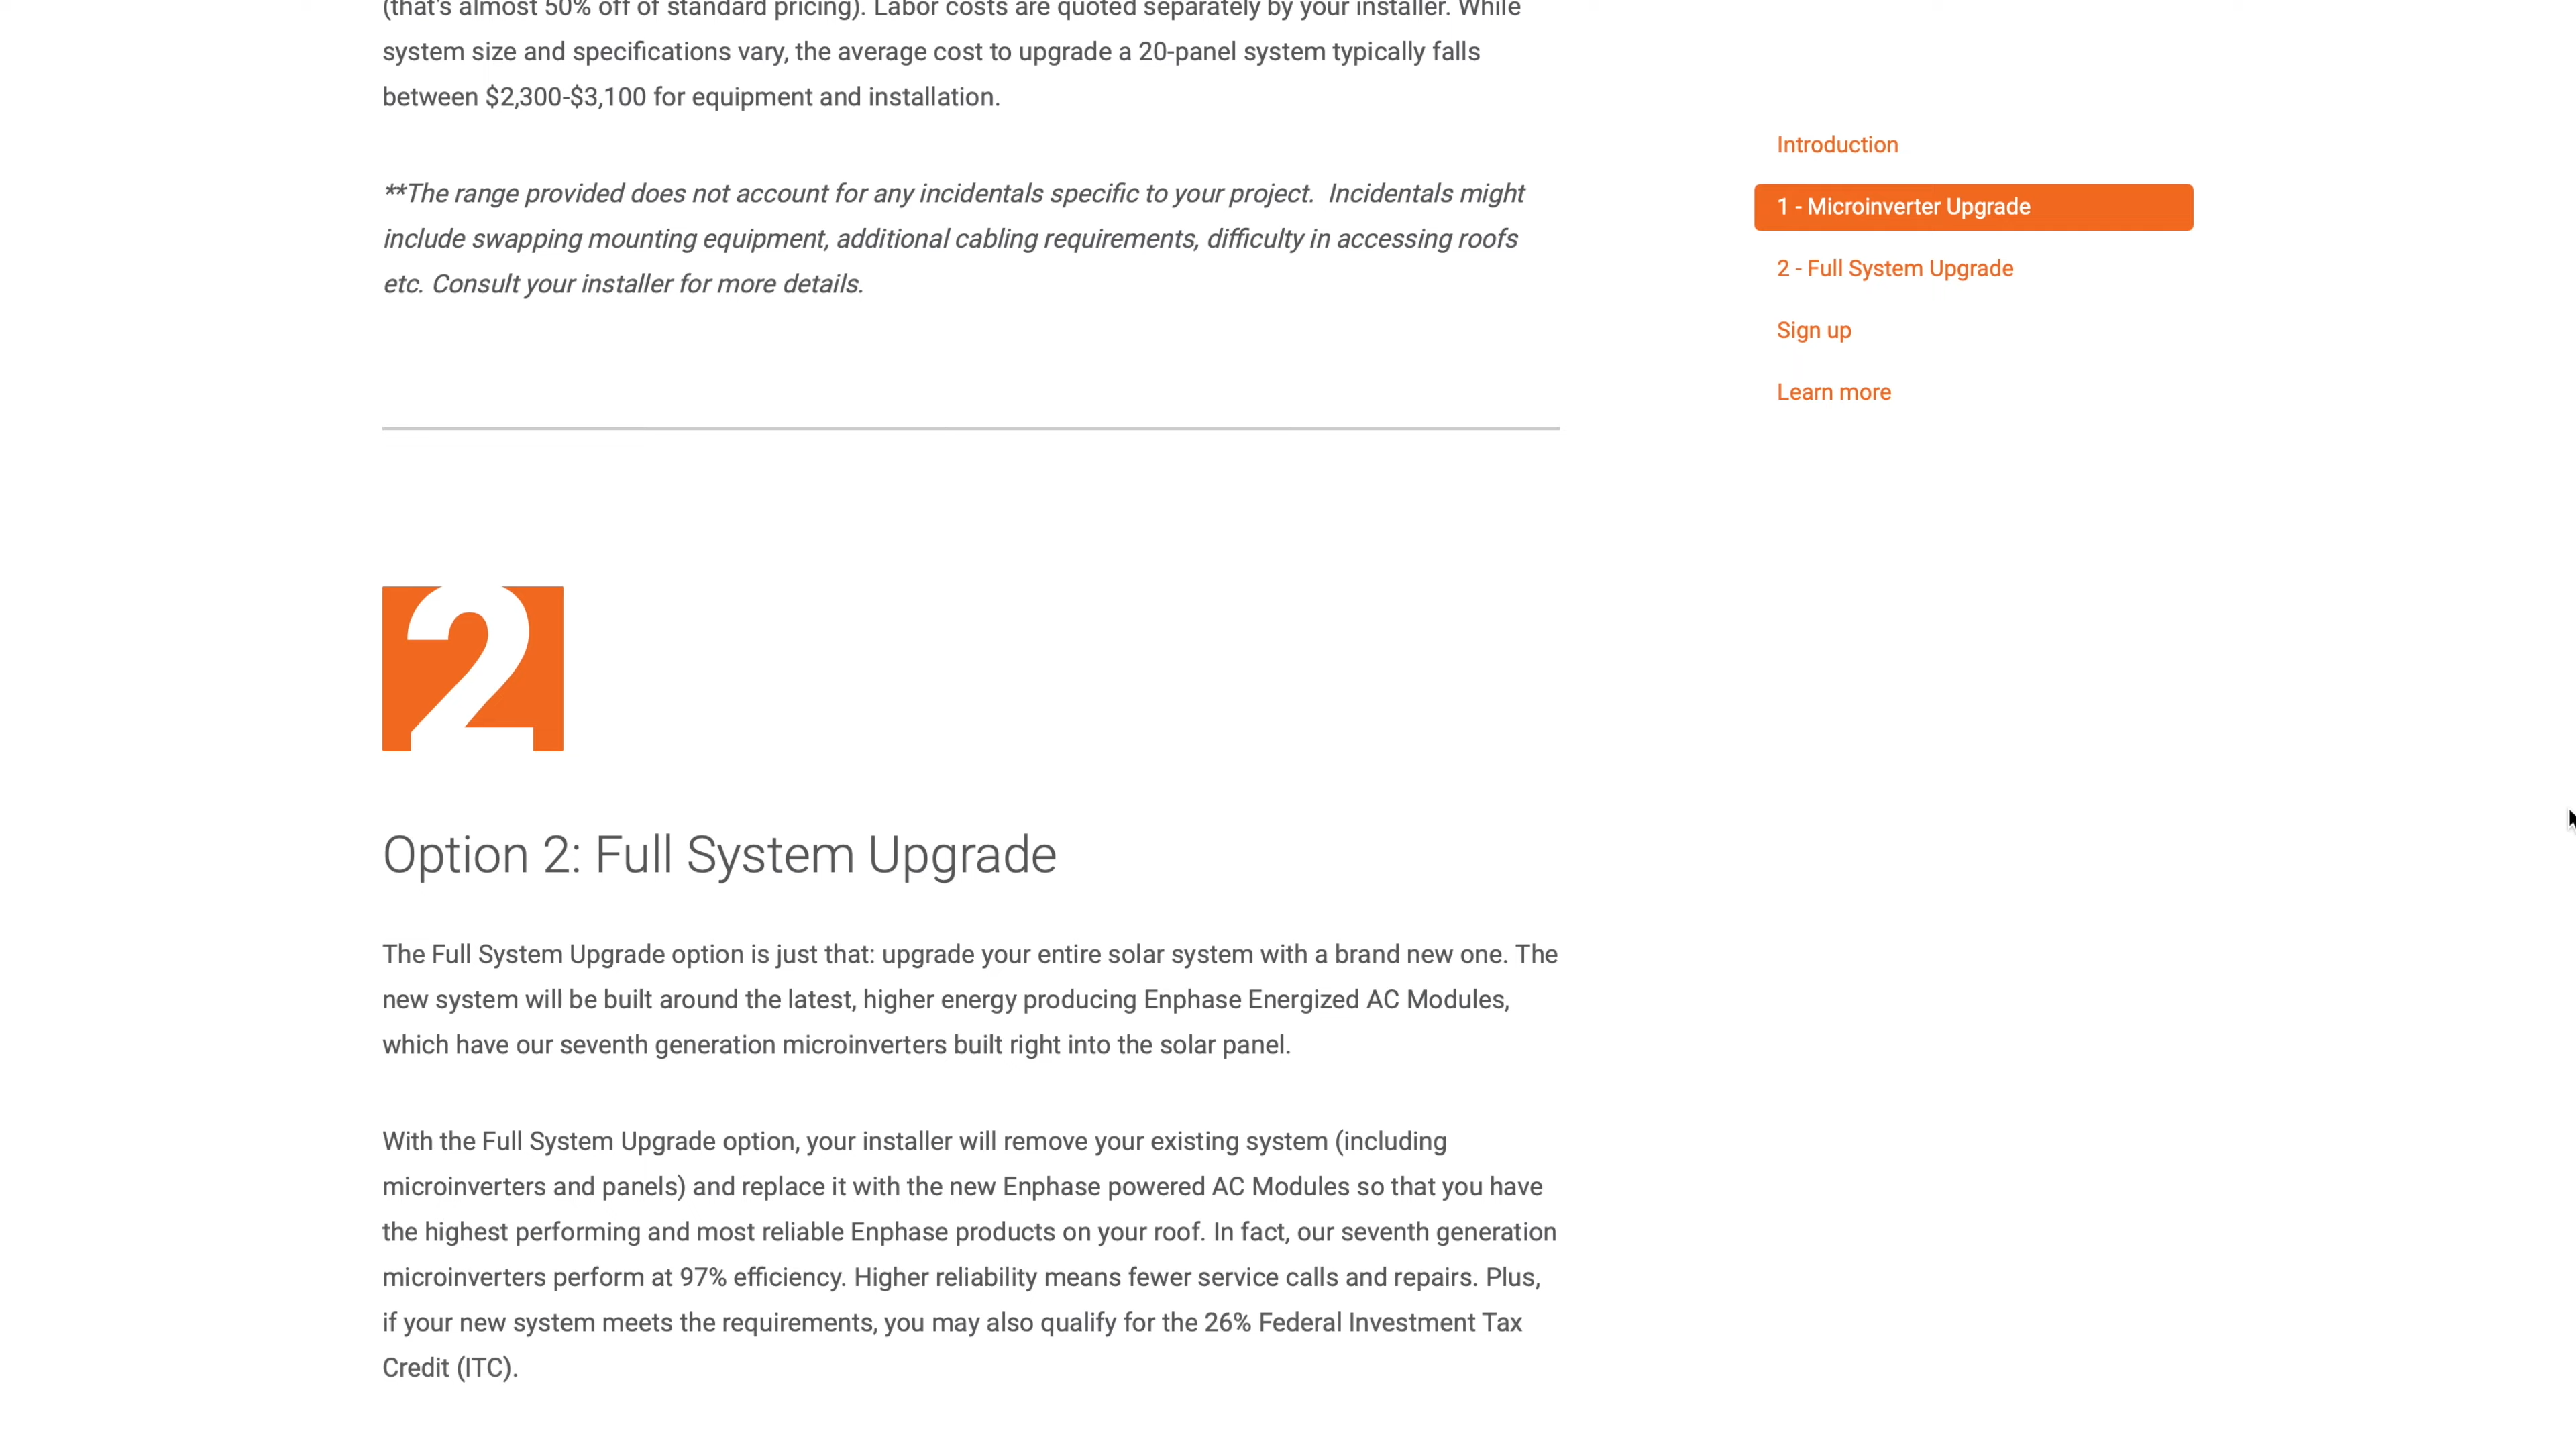 (that's almost 50% off of standard pricing). Labor costs are quoted separately by your installer. While
system size and specifications vary, the average cost to upgrade a 20-panel system typically falls
between $2,300-$3,100 for equipment and installation.
**The range provided does not account for any incidentals specific to your project. Incidentals might
include swapping mounting equipment, additional cabling requirements, difficulty in accessing roofs
etc. Consult your installer for more details.
Introduction
1 - Microinverter Upgrade
2 - Full System Upgrade
Sign up
Learn more
2
Option 2: Full System Upgrade
The Full System Upgrade option is just that: upgrade your entire solar system with a brand new one. The
new system will be built around the latest, higher energy producing Enphase Energized AC Modules,
which have our seventh generation microinverters built right into the solar panel.
With the Full System Upgrade option, your installer will remove your existing system (including
microinverters and panels) and replace it with the new Enphase powered AC Modules so that you have
the highest performing and most reliable Enphase products on your roof. In fact, our seventh generation
microinverters perform at 97% efficiency. Higher reliability means fewer service calls and repairs. Plus,
if your new system meets the requirements, you may also qualify for the 26% Federal Investment Tax
Credit (ITC).